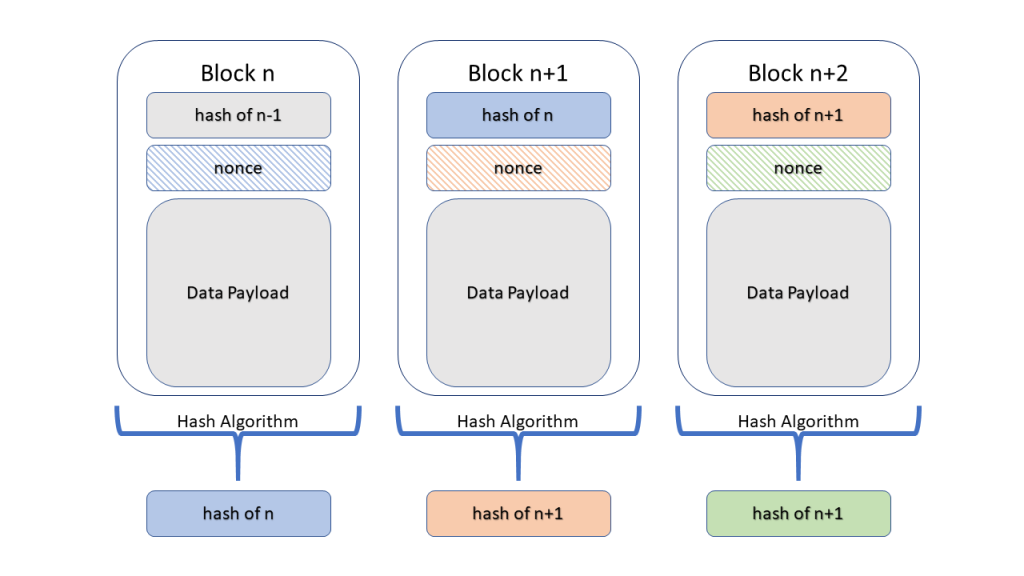 Block n
hash of n-1
nonce
Data Payload
Hash Algorithm
hash of n
Block n+1
hash of n
nonce
Data Payload
Hash Algorithm
hash of n+1
Block n+2
hash of n+1
nonce
Data Payload
Hash Algorithm
hash of n+1